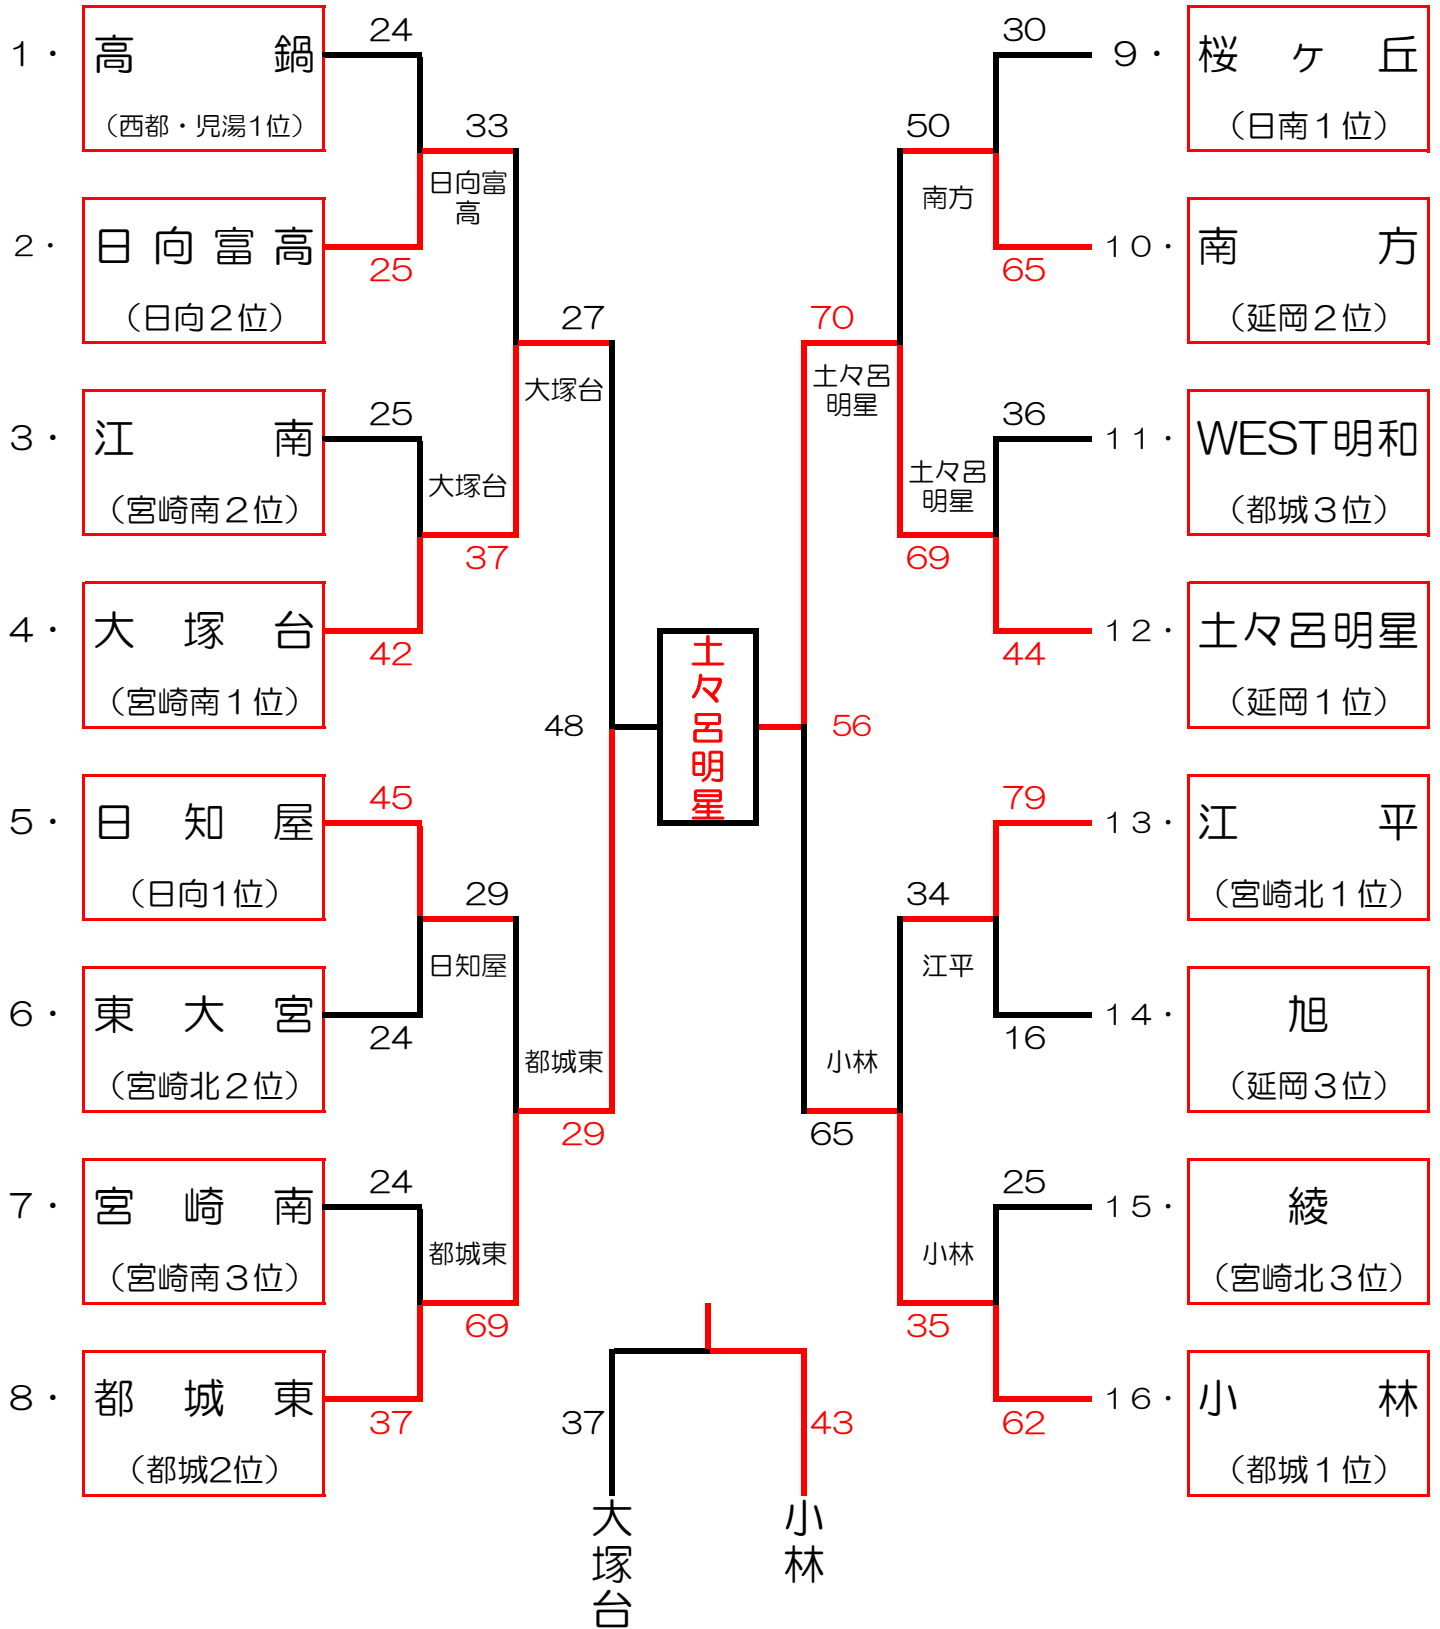 1・
高鍋
（西都・児湯1位）
24
2・
日向富高
（日向2位）
25
33
日向富
高
3・
江南
（宮崎南２位）
25
4・
大塚台
（宮崎南１位）
42
大塚台
37
27
大塚台
5・
日知屋
（日向1位）
45
6・
東大宮
（宮崎北２位）
24
29
日知屋
7・
宮崎南
（宮崎南３位）
24
8・
都城東
（都城2位）
37
都城東
69
都城東
29
48
土々呂明星
56
9・
桜ヶ丘
（日南１位）
30
10・
南方
（延岡２位）
65
50
南方
11・
WEST明和
（都城３位）
36
12・
土々呂明星
（延岡１位）
44
土々呂
明星
69
70
土々呂
明星
13・
江平
（宮崎北１位）
79
14・
旭
（延岡３位）
16
34
江平
15・
綾
（宮崎北３位）
25
16・
小林
（都城１位）
62
小林
35
小林
65
37
43
大塚台
小林